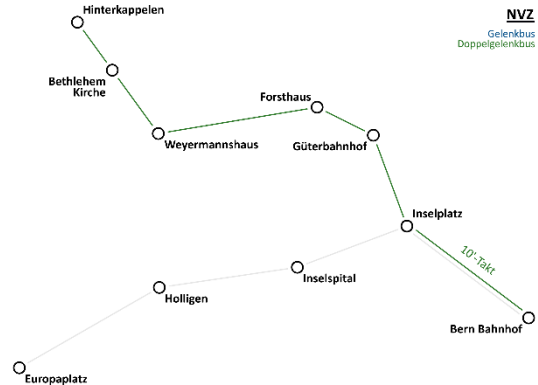 Hinterkappelen
NVZ
Gelenkbus
Doppelgelenkbus
Bethlehem
Kirche
Forsthaus
Weyermannshaus
Güterbahnhof
Inselplatz
10'-Takt
Inselspital
Holligen
Bern Bahnhof
Europaplatz